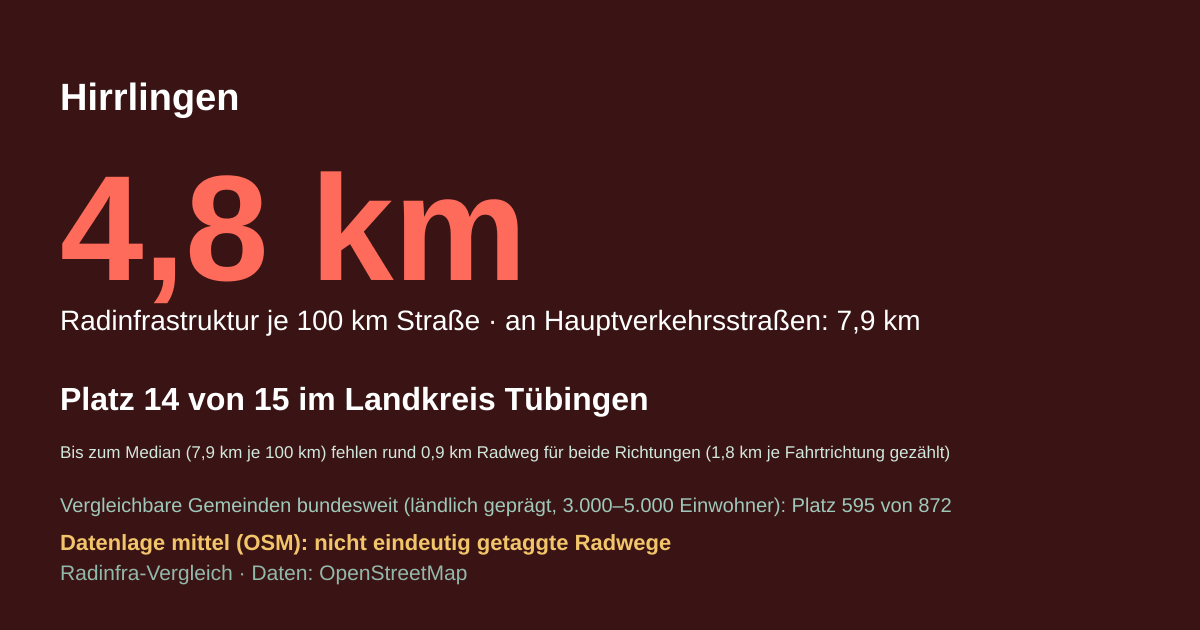 Hirrlingen
4,8 km
Radinfrastruktur je 100 km Straße · an Hauptverkehrsstraßen: 7,9 km
Platz 14 von 15 im Landkreis Tübingen
Bis zum Median (7,9 km je 100 km) fehlen rund 0,9 km Radweg für beide Richtungen (1,8 km je Fahrtrichtung gezählt)
Vergleichbare Gemeinden bundesweit (ländlich geprägt, 3.000–5.000 Einwohner): Platz 595 von 872
Datenlage mittel (OSM): nicht eindeutig getaggte Radwege
Radinfra-Vergleich · Daten: OpenStreetMap